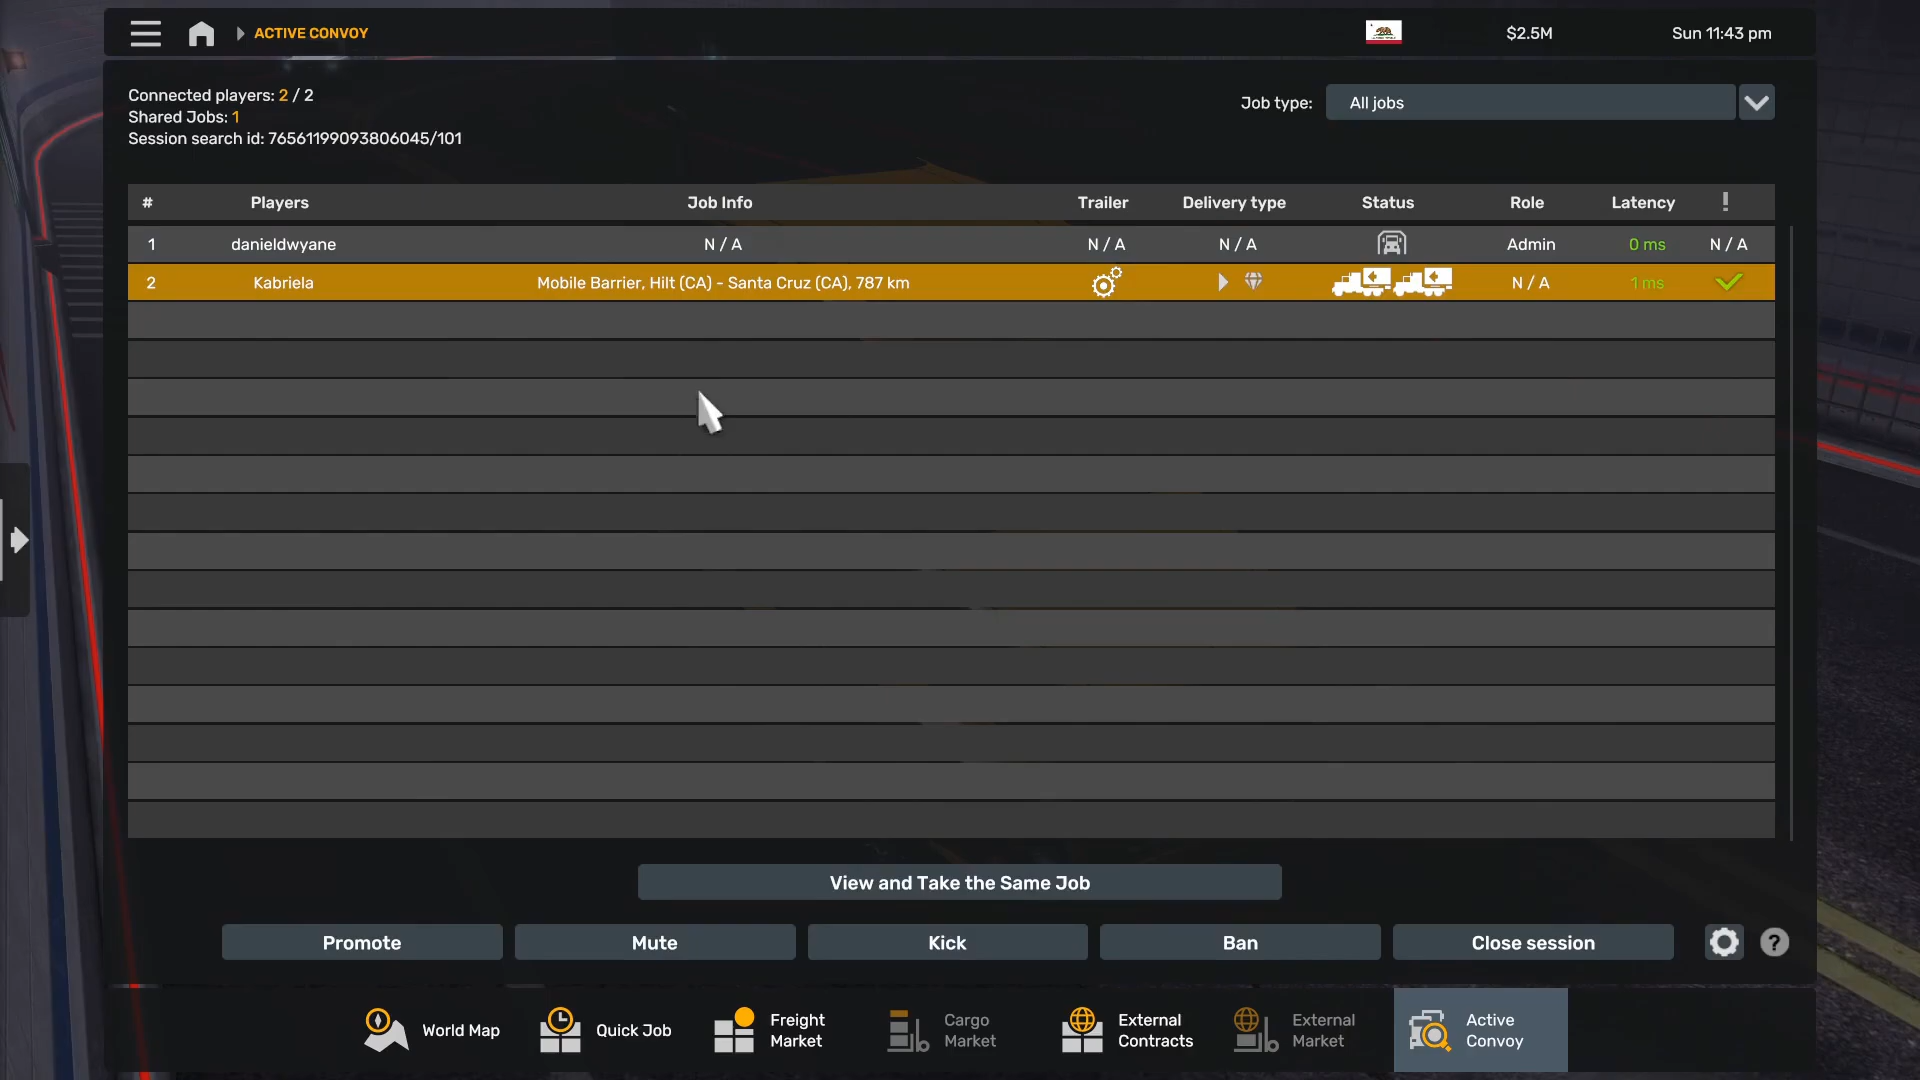 ACTIVE CONVOY
$2.5M
Sun 11:43 pm
Connected players: 2 / 2
Shared Jobs: 1
Session search id: 76561199093806045/101
Job type: All jobs
# Players Job Info Trailer Delivery type Status Role Latency !
1 danieldwyane N / A N / A N / A Admin 0 ms N / A
2 Kabriela Mobile Barrier, Hilt (CA) - Santa Cruz (CA), 787 km N / A 1 ms
View and Take the Same Job
Promote Mute Kick Ban Close session ?
World Map
Quick Job
Freight
Market
Cargo
Market
External
Contracts
External
Market
Active
Convoy